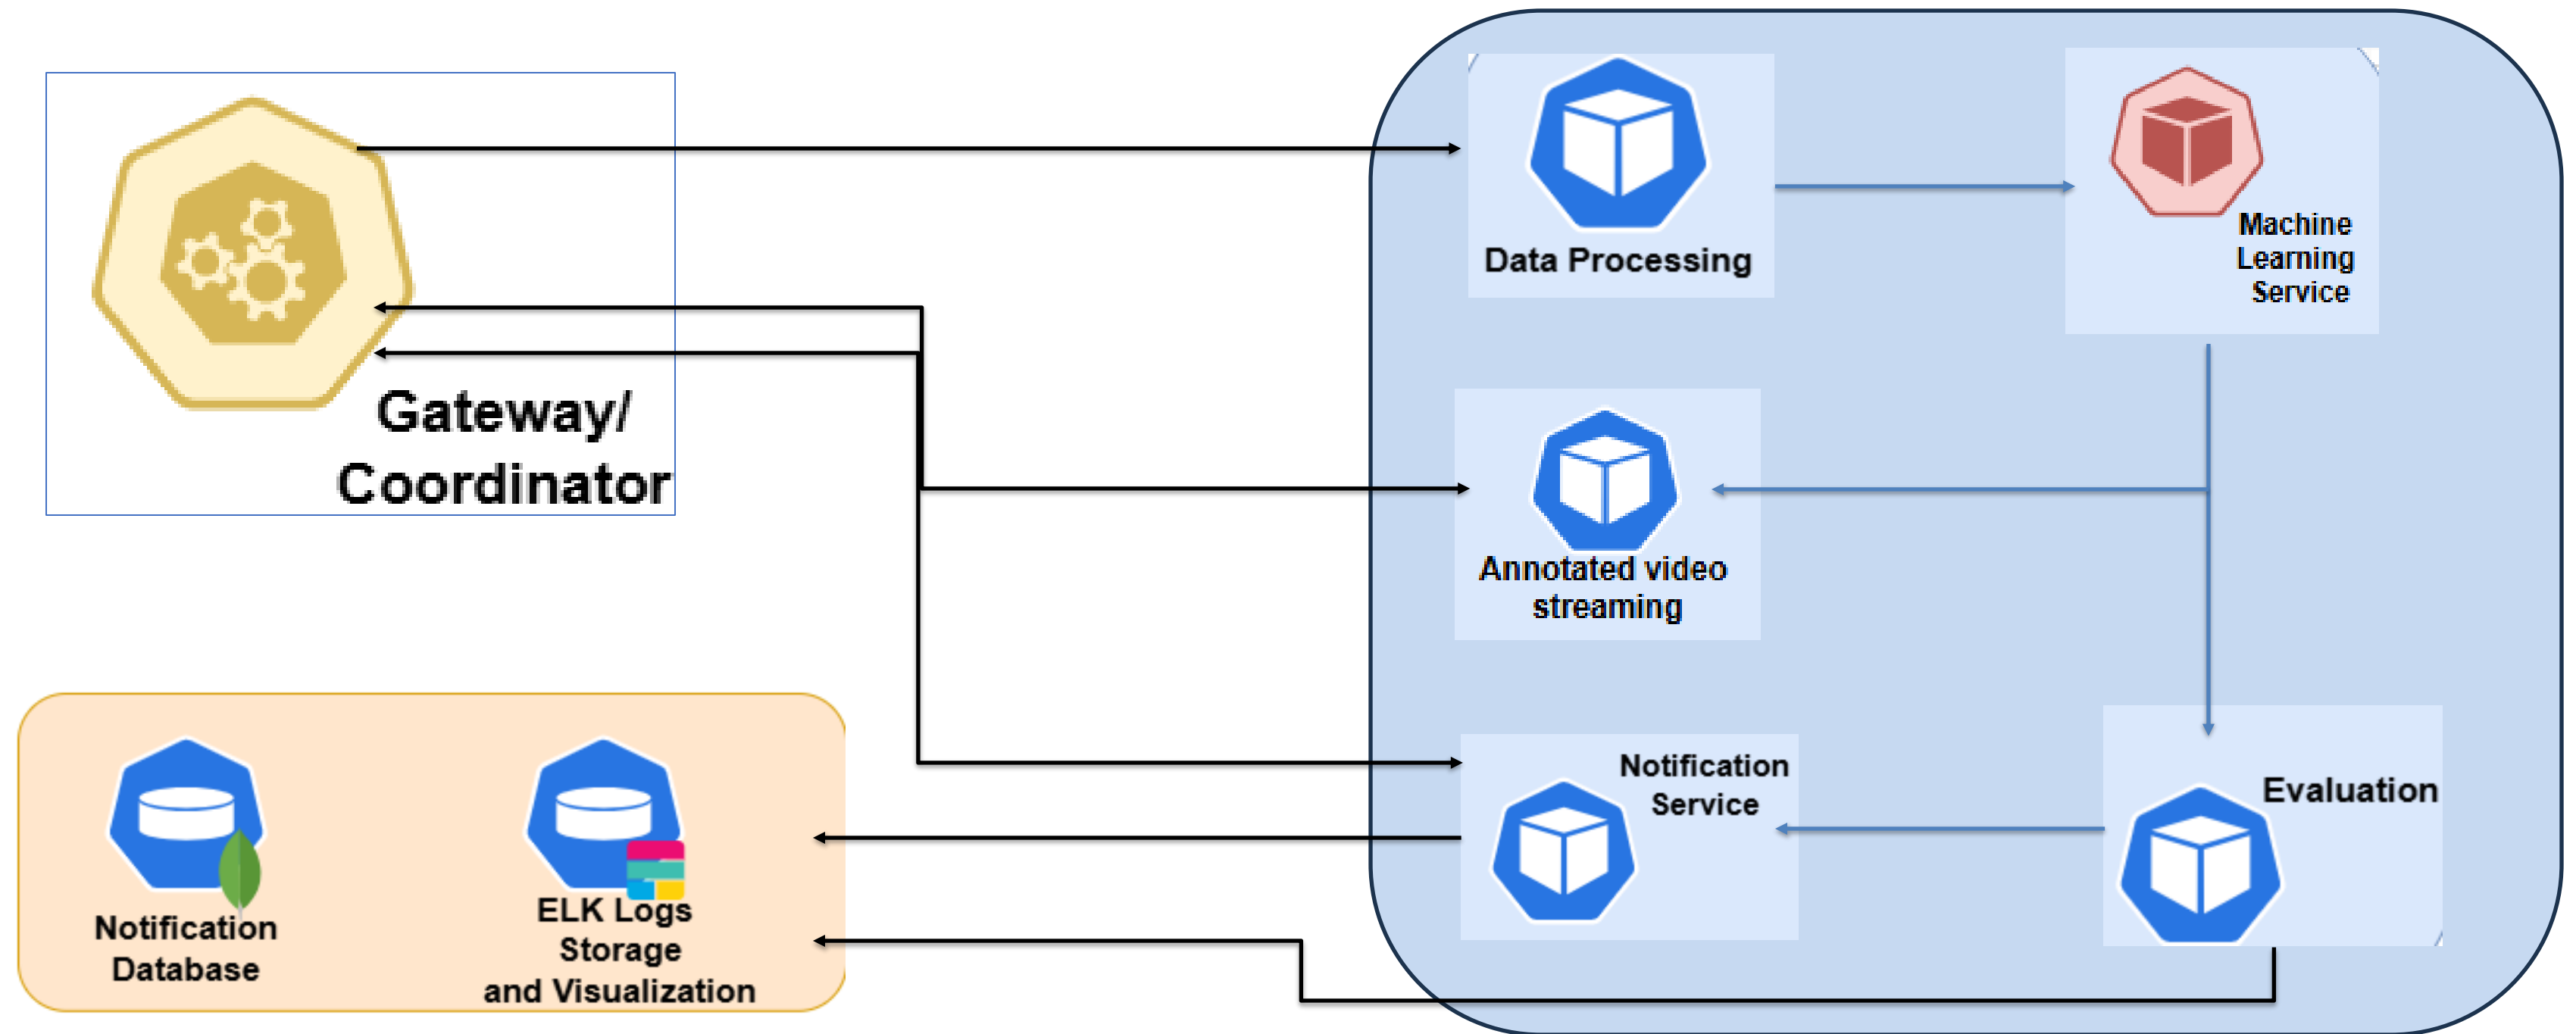 Gateway/
Coordinator
Data Processing
Machine
Learning
Service
Annotated video
streaming
Notification
Service
Evaluation
Notification
Database
ELK Logs
Storage
and Visualization